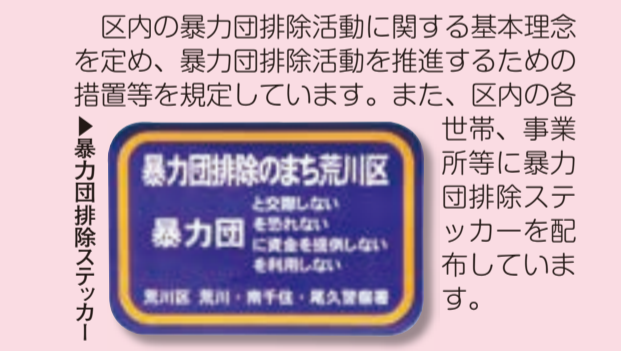 区内の暴力団排除活動に関する基本理念
を定め、暴力団排除活動を推進するための
措置等を規定しています。また、区内の各
世帯、事業
所等に暴力
団排除ステ
ッカーを配
布していま
す。
▶暴力団排除ステッカー
暴力団排除のまち荒川区
暴力団
と交際しない
を恐れない
に資金を提供しない
を利用しない
荒川区 荒川・南千住・尾久警察署